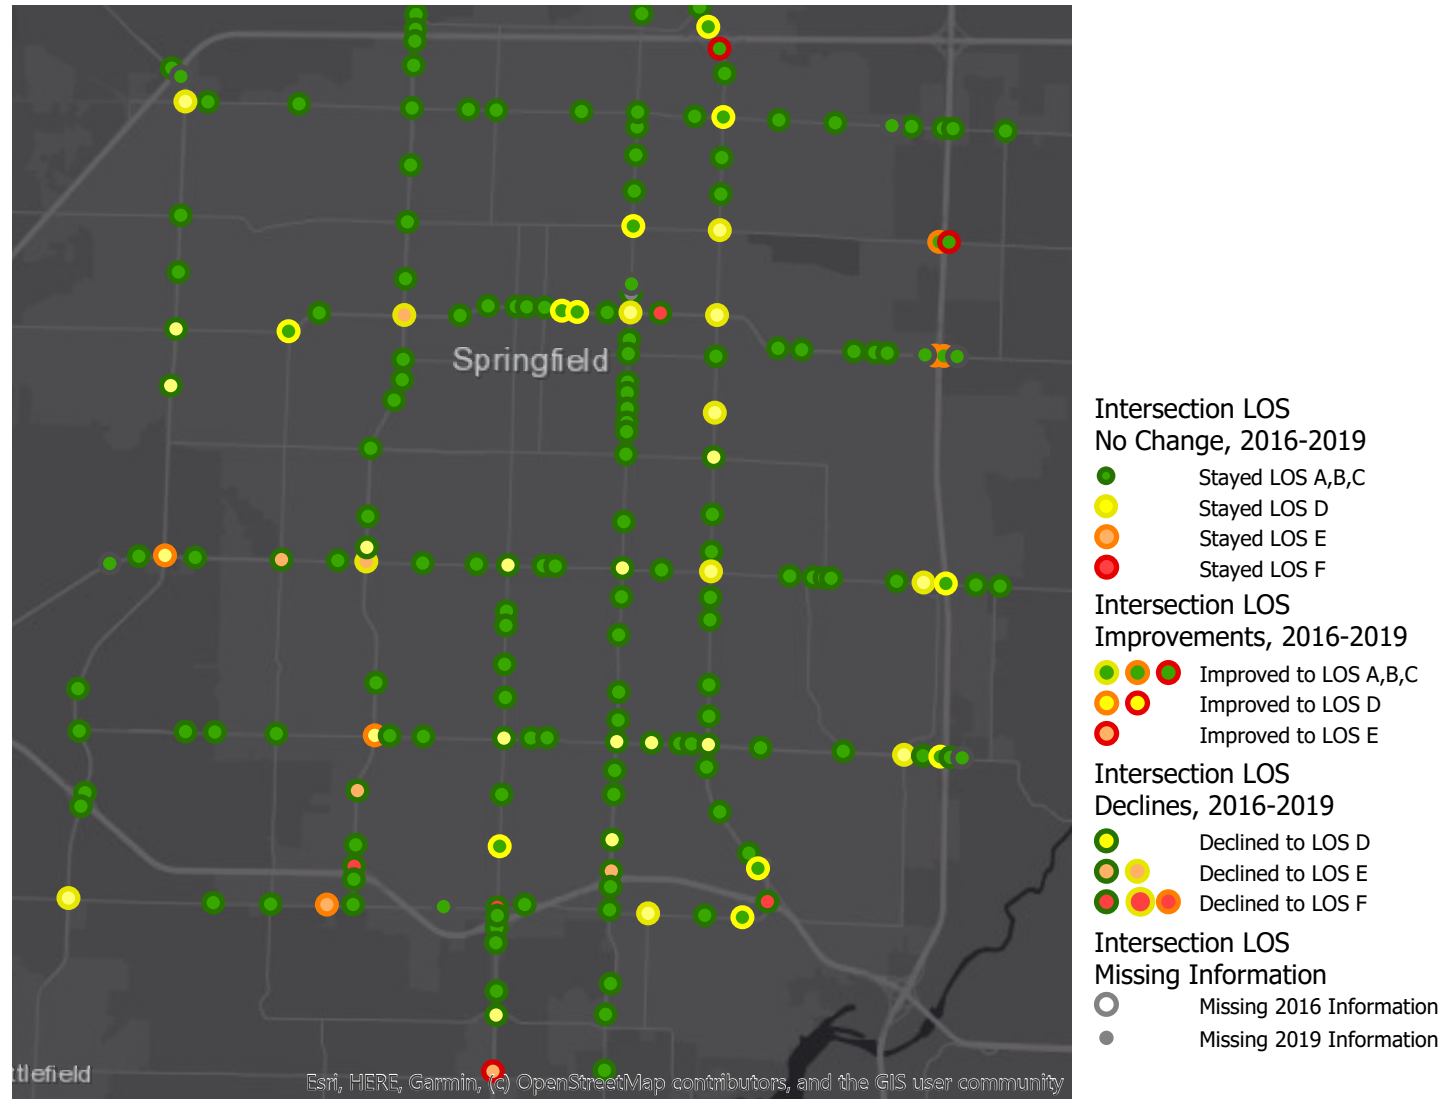 Springfield
ttlefield
Esri, HERE, Garmin, (c) OpenStreetMap contributors, and the GIS user community
Intersection LOS
No Change, 2016-2019
Stayed LOS A,B,C
Stayed LOS D
Stayed LOS E
Stayed LOS F
Intersection LOS
Improvements, 2016-2019
Improved to LOS A,B,C
Improved to LOS D
Improved to LOS E
Intersection LOS
Declines, 2016-2019
Declined to LOS D
Declined to LOS E
Declined to LOS F
Intersection LOS
Missing Information
Missing 2016 Information
Missing 2019 Information